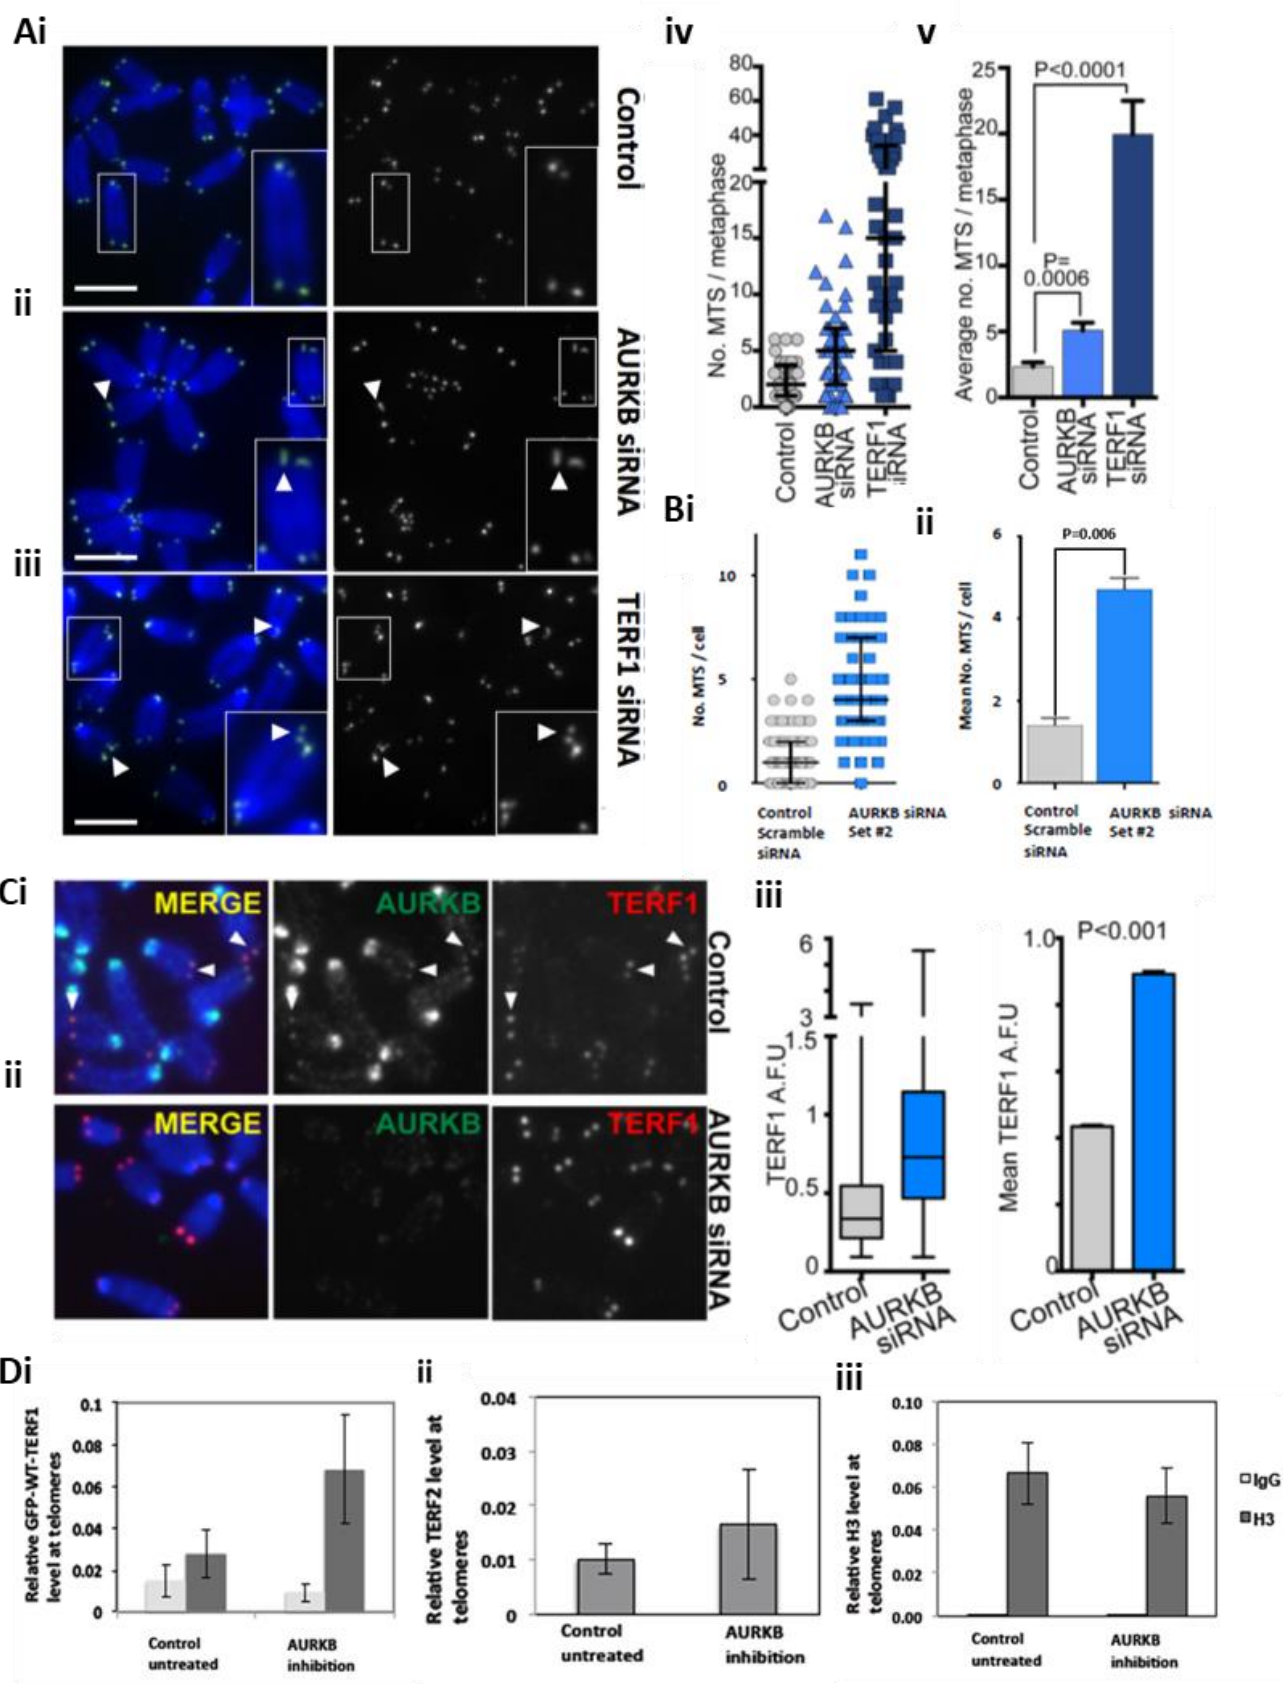 Ai
Control
ii
AURKB siRNA
iii
TERF1 siRNA
iv
No. MTS / metaphase
80
60
40
20
15
10
5
0
Control
AURKB
siRNA
TERF1
siRNA
v
Average no. MTS / metaphase
25
20
15
10
5
0
P<0.0001
P=
0.0006
Control
AURKB
siRNA
TERF1
siRNA
Bi
No. MTS / cell
10
5
0
Control
Scramble
siRNA
AURKB siRNA
Set #2
ii
Mean No. MTS / cell
6
4
2
0
P=0.006
Control
Scramble
siRNA
AURKB siRNA
Set #2
Ci
MERGE
AURKB
TERF1
Control
ii
MERGE
AURKB
TERF1
AURKB siRNA
iii
TERF1 A.F.U
6
3
1.5
1
0.5
0
Control
AURKB
siRNA
Mean TERF1 A.F.U
1.0
0
P<0.001
Control
AURKB
siRNA
Di
Relative GFP-WT-TERF1
level at telomeres
0.1
0.08
0.06
0.04
0.02
0
Control
untreated
AURKB
inhibition
ii
Relative TERF2 level at
telomeres
0.04
0.03
0.02
0.01
0
Control
untreated
AURKB
inhibition
iii
Relative H3 level at
telomeres
0.10
0.08
0.06
0.04
0.02
0.00
Control
untreated
AURKB
inhibition
IgG
H3